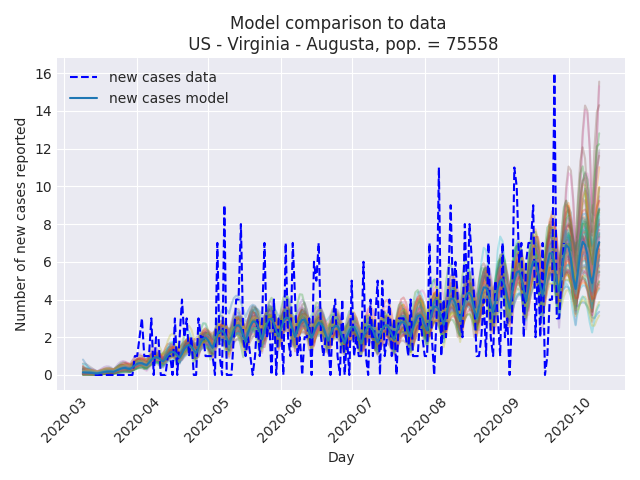 Model comparison to data
US - Virginia - Augusta, pop. = 75558
new cases data
new cases model
Number of new cases reported
16
14
12
10
8
6
4
2
0
2020-03
2020-04
2020-05
2020-06
2020-07
2020-08
2020-09
2020-10
Day